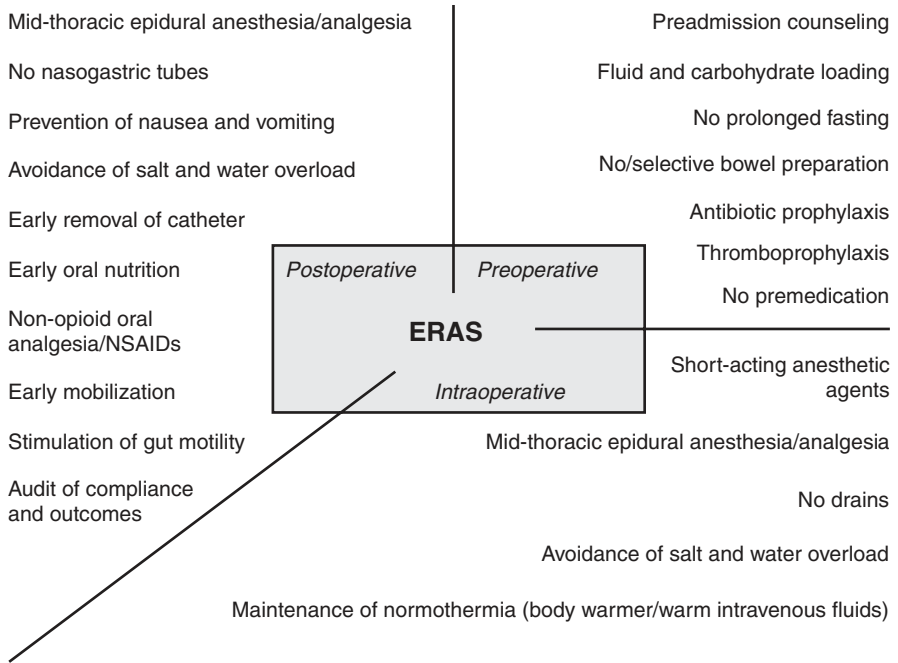 Mid-thoracic epidural anesthesia/analgesia
No nasogastric tubes
Prevention of nausea and vomiting
Avoidance of salt and water overload
Early removal of catheter
Early oral nutrition
Non-opioid oral
analgesia/NSAIDs
Early mobilization
Stimulation of gut motility
Audit of compliance
and outcomes
Postoperative
Preoperative
ERAS
Intraoperative
Preadmission counseling
Fluid and carbohydrate loading
No prolonged fasting
No/selective bowel preparation
Antibiotic prophylaxis
Thromboprophylaxis
No premedication
Short-acting anesthetic
agents
Mid-thoracic epidural anesthesia/analgesia
No drains
Avoidance of salt and water overload
Maintenance of normothermia (body warmer/warm intravenous fluids)